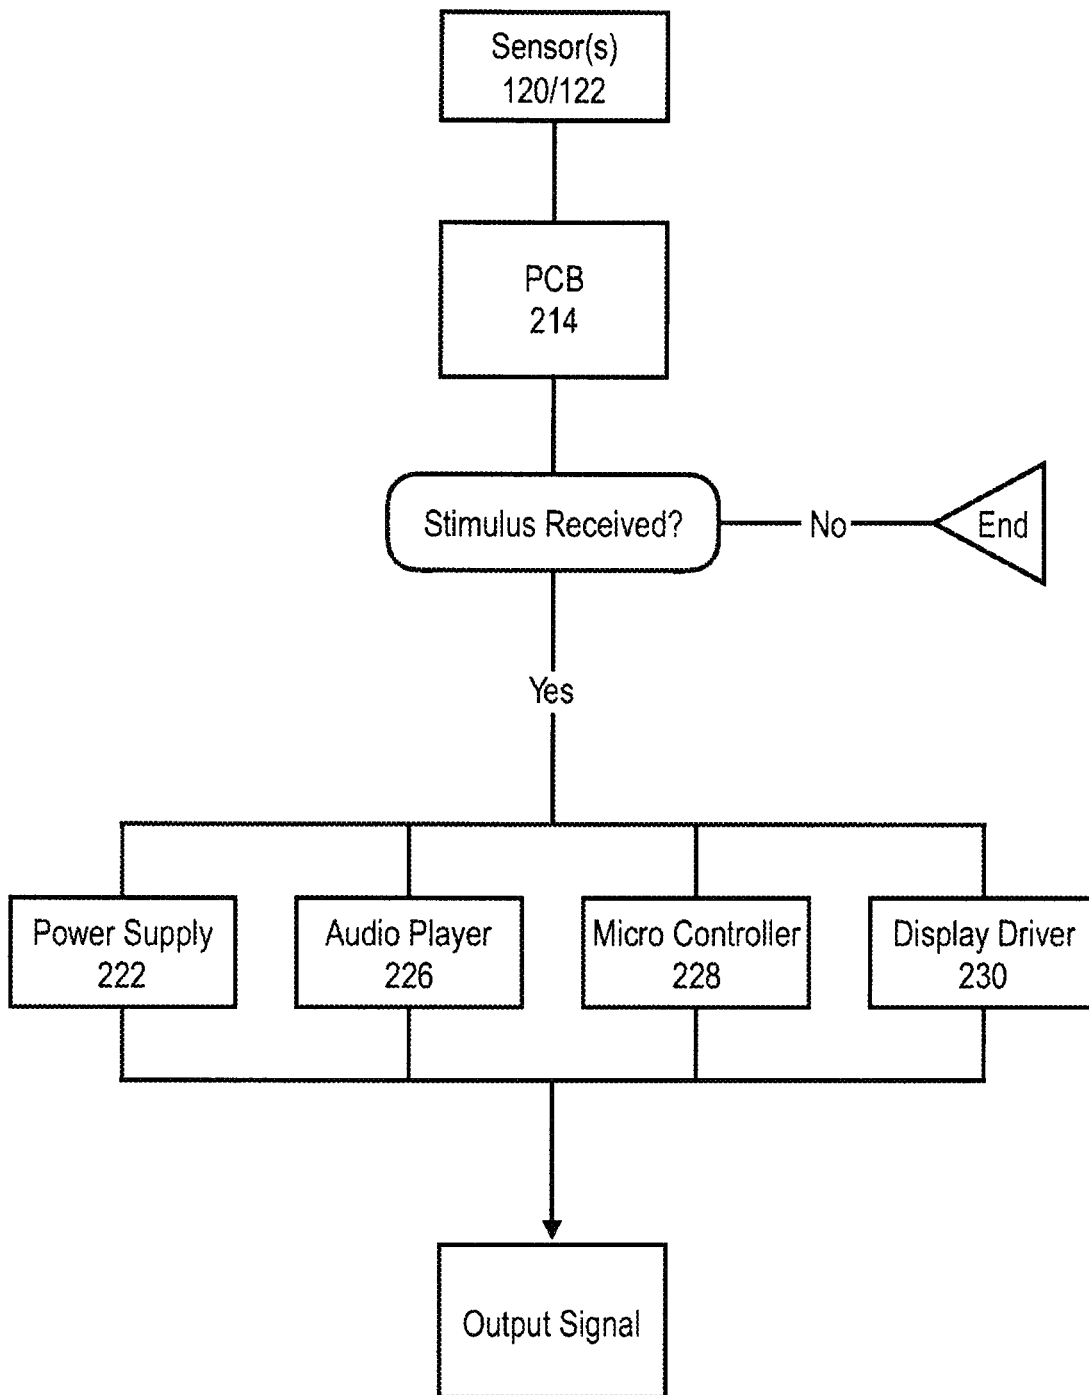 Sensor(s)
120/122
PCB
214
Stimulus Received?
No
End
Yes
Power Supply
222
Audio Player
226
Micro Controller
228
Display Driver
230
Output Signal